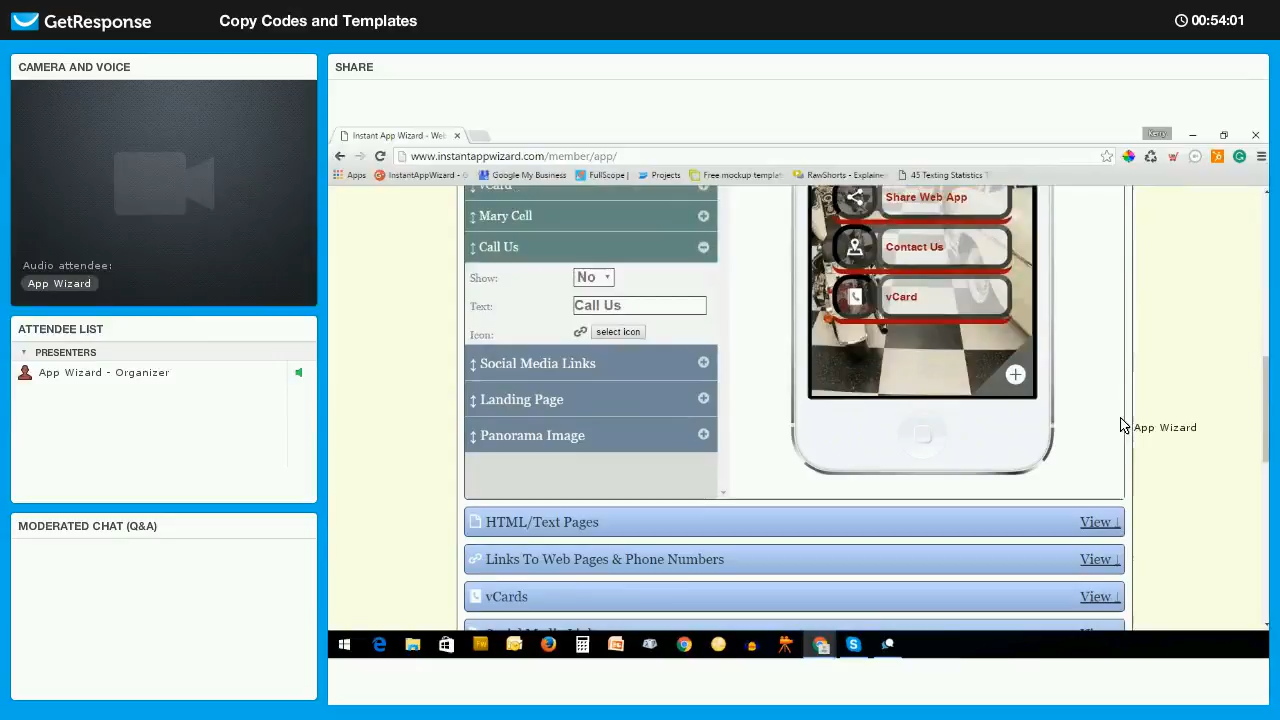 GetResponse
Copy Codes and Templates
00:54:01
CAMERA AND VOICE
Audio attendee:
App Wizard
ATTENDEE LIST
PRESENTERS
App Wizard - Organizer
MODERATED CHAT (Q&A)
SHARE
Instant App Wizard - Web
Kerry
www.instantappwizard.com/member/app/
Apps
InstantAppWizard - G
Google My Business
FullScope |
Projects
Free mockup templat
RawShorts - Explaine
45 Texting Statistics T
vCard
Mary Cell
Call Us
Show:
No
Text:
Call Us
Icon:
select icon
Social Media Links
Landing Page
Panorama Image
Share Web App
Contact Us
vCard
App Wizard
HTML/Text Pages
View ↓
Links To Web Pages & Phone Numbers
View ↓
vCards
View ↓